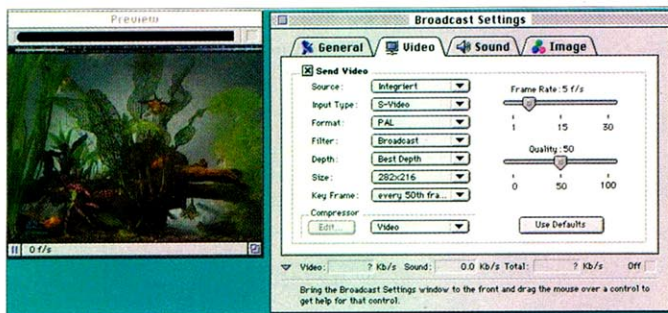 Preview
0 f/s
Broadcast Settings
General
Video
Sound
Image
Send Video
Source: Integriert
Input Type: S-Video
Format: PAL
Filter: Broadcast
Depth: Best Depth
Size: 282x216
Key Frame: every 50th fra...
Compressor
Edit... Video
Frame Rate: 5 f/s
1 15 30
Quality: 50
0 50 100
Use Defaults
Video: ? Kb/s Sound: 0.0 Kb/s Total: ? Kb/s Off
Bring the Broadcast Settings window to the front and drag the mouse over a control to
get help for that control.